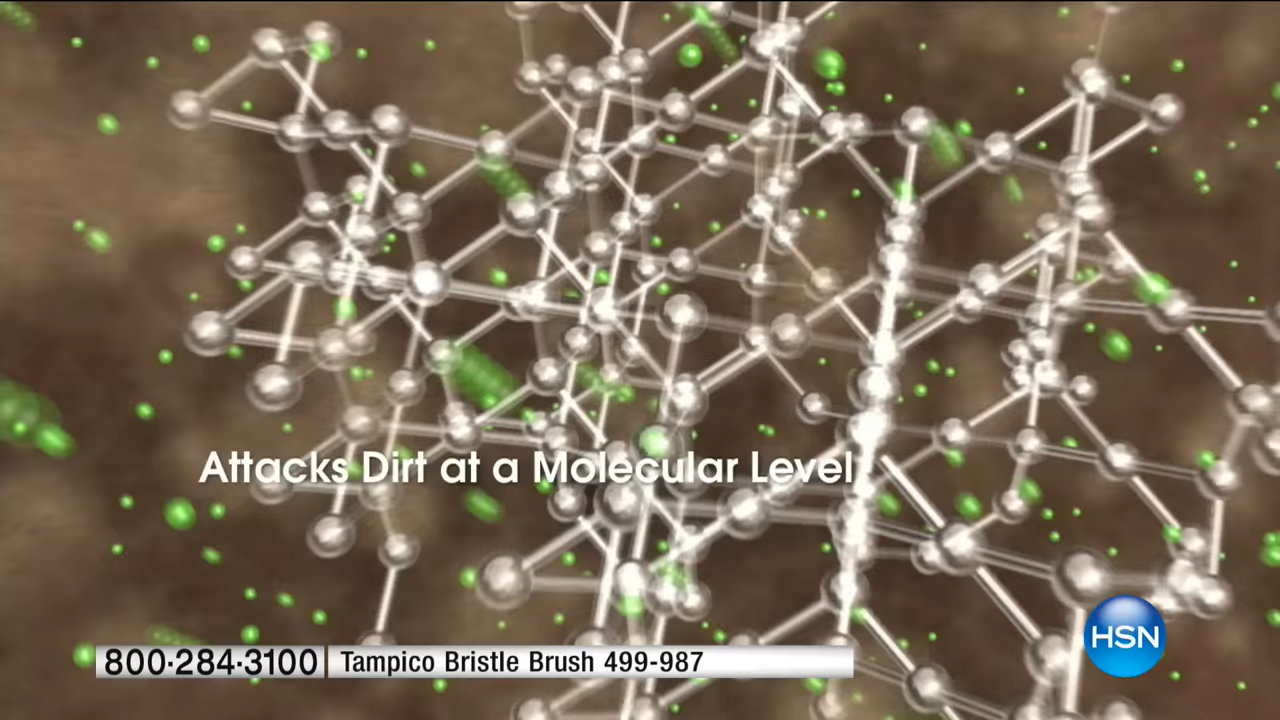 Attacks Dirt at a Molecular Level
800·284·3100 Tampico Bristle Brush 499-987
HSN